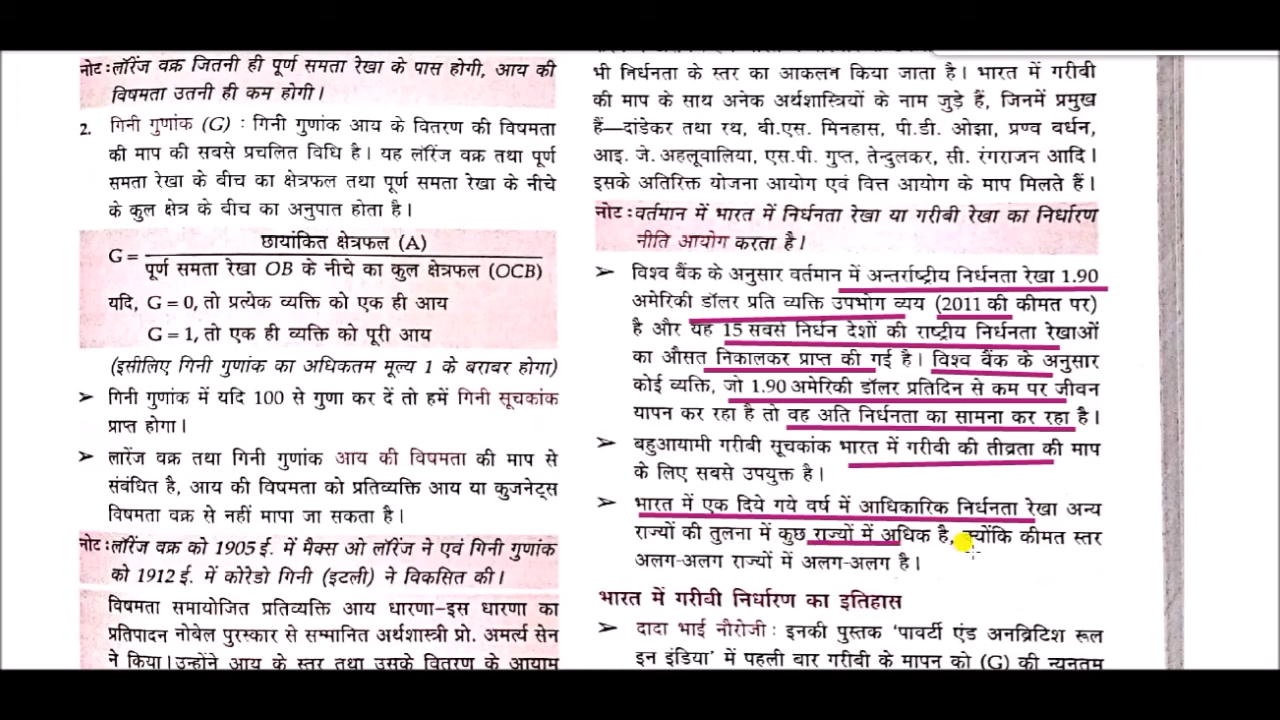 नोट : लॉरेंज वक्र जितनी ही पूर्ण समता रेखा के पास होगी, आय की
विषमता उतनी ही कम होगी।
2. गिनी गुणांक (G) : गिनी गुणांक आय के वितरण की विषमता
की माप की सबसे प्रचलित विधि है। यह लॉरेंज वक्र तथा पूर्ण
समता रेखा के बीच का क्षेत्रफल तथा पूर्ण समता रेखा के नीचे
के कुल क्षेत्र के बीच का अनुपात होता है।
छायांकित क्षेत्रफल (A)
G =
पूर्ण समता रेखा OB के नीचे का कुल क्षेत्रफल (OCB)
यदि, G = 0, तो प्रत्येक व्यक्ति को एक ही आय
G = 1, तो एक ही व्यक्ति को पूरी आय
(इसीलिए गिनी गुणांक का अधिकतम मूल्य 1 के बराबर होगा)
➢ गिनी गुणांक में यदि 100 से गुणा कर दें तो हमें गिनी सूचकांक
प्राप्त होगा।
➢ लारेंज वक्र तथा गिनी गुणांक आय की विषमता की माप से
संबंधित है, आय की विषमता को प्रतिव्यक्ति आय या कुजनेट्स
विषमता वक्र से नहीं मापा जा सकता है।
नोट : लॉरेंज वक्र को 1905 ई. में मैक्स ओ लॉरेंज ने एवं गिनी गुणांक
को 1912 ई. में कोरेडो गिनी (इटली) ने विकसित की।
विषमता समायोजित प्रतिव्यक्ति आय धारणा–इस धारणा का
प्रतिपादन नोबेल पुरस्कार से सम्मानित अर्थशास्त्री प्रो. अमर्त्य सेन
ने किया। उन्होंने आय के स्तर तथा उसके वितरण के आयाम
भी निर्धनता के स्तर का आकलन किया जाता है। भारत में गरीबी
की माप के साथ अनेक अर्थशास्त्रियों के नाम जुड़े हैं, जिनमें प्रमुख
हैं—दांडेकर तथा रथ, बी.एस. मिनहास, पी.डी. ओझा, प्रणव बर्धन,
आइ. जे. अहलूवालिया, एस.पी. गुप्त, तेन्दुलकर, सी. रंगराजन आदि।
इसके अतिरिक्त योजना आयोग एवं वित्त आयोग के माप मिलते हैं।
नोट : वर्तमान में भारत में निर्धनता रेखा या गरीबी रेखा का निर्धारण
नीति आयोग करता है।
➢ विश्व बैंक के अनुसार वर्तमान में अन्तर्राष्ट्रीय निर्धनता रेखा 1.90
अमेरिकी डॉलर प्रति व्यक्ति उपभोग व्यय (2011 की कीमत पर)
है और यह 15 सबसे निर्धन देशों की राष्ट्रीय निर्धनता रेखाओं
का औसत निकालकर प्राप्त की गई है। विश्व बैंक के अनुसार
कोई व्यक्ति, जो 1.90 अमेरिकी डॉलर प्रतिदिन से कम पर जीवन
यापन कर रहा है तो वह अति निर्धनता का सामना कर रहा है।
➢ बहुआयामी गरीबी सूचकांक भारत में गरीबी की तीव्रता की माप
के लिए सबसे उपयुक्त है।
➢ भारत में एक दिये गये वर्ष में आधिकारिक निर्धनता रेखा अन्य
राज्यों की तुलना में कुछ राज्यों में अधिक है, क्योंकि कीमत स्तर
अलग-अलग राज्यों में अलग-अलग है।
भारत में गरीबी निर्धारण का इतिहास
➢ दादा भाई नौरोजी : इनकी पुस्तक 'पावर्टी एंड अनब्रिटिश रूल
इन इंडिया' में पहली बार गरीबी के मापन को (G) की न्यूनतम